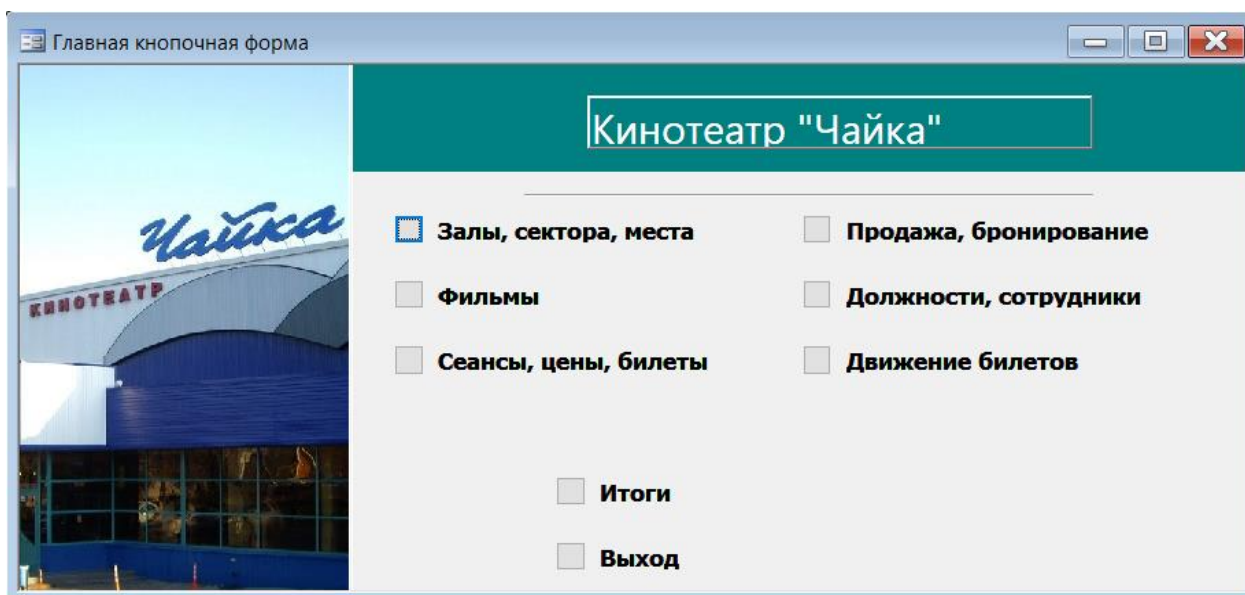 Главная кнопочная форма
Кинотеатр "Чайка"
Чайка
КИНОТЕАТР
Залы, сектора, места
Продажа, бронирование
Фильмы
Должности, сотрудники
Сеансы, цены, билеты
Движение билетов
Итоги
Выход